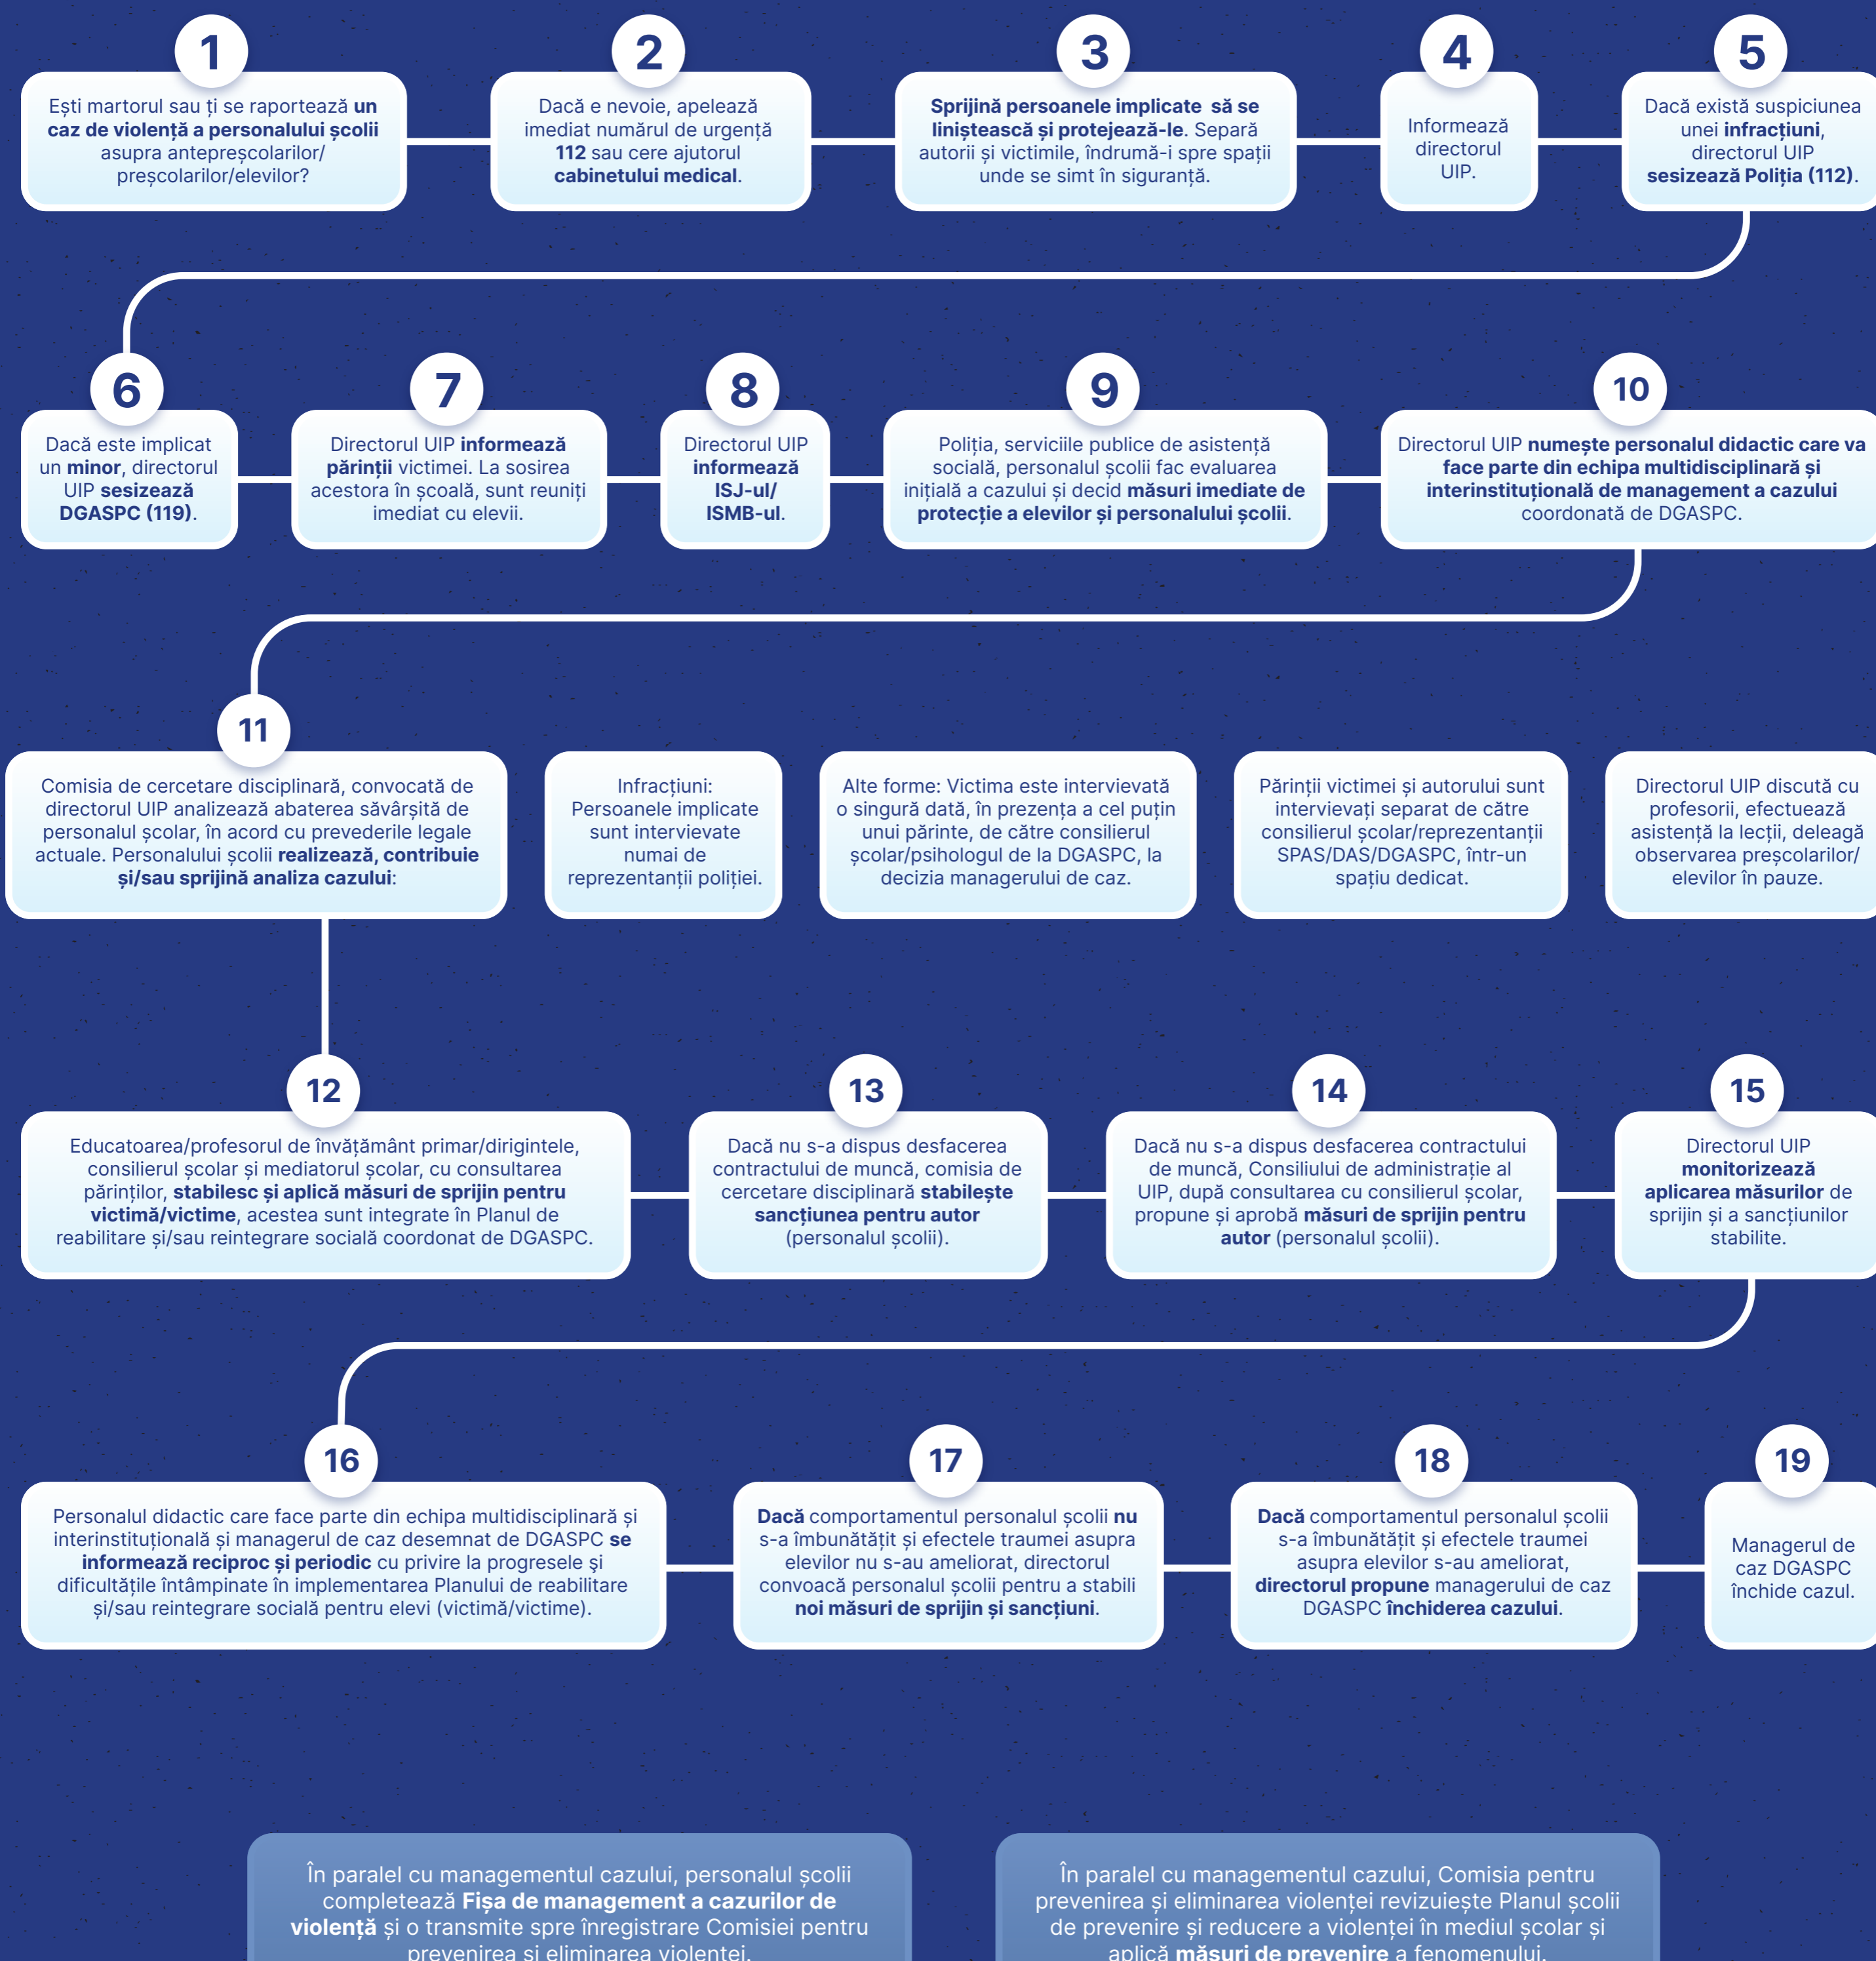 1
Ești martorul sau ți se raportează un
caz de violență a personalului școlii
asupra antepreșcolarilor/
preșcolarilor/elevilor?
2
Dacă e nevoie, apelează
imediat numărul de urgență
112 sau cere ajutorul
cabinetului medical.
3
Sprijină persoanele implicate să se
liniștească și protejează-le. Separă
autorii și victimile, îndrumă-i spre spații
unde se simt în siguranță.
4
Informează
directorul
UIP.
5
Dacă există suspiciunea
unei infracțiuni,
directorul UIP
sesizează Poliția (112).
6
Dacă este implicat
un minor, directorul
UIP sesizează
DGASPC (119).
7
Directorul UIP informează
părinții victimei. La sosirea
acestora în școală, sunt reuniți
imediat cu elevii.
8
Directorul UIP
informează
ISJ-ul/
ISMB-ul.
9
Poliția, serviciile publice de asistență
socială, personalul școlii fac evaluarea
inițială a cazului și decid măsuri imediate de
protecție a elevilor și personalului școlii.
10
Directorul UIP numește personalul didactic care va
face parte din echipa multidisciplinară și
interinstituțională de management a cazului
coordonată de DGASPC.
11
Comisia de cercetare disciplinară, convocată de
directorul UIP analizează abaterea săvârșită de
personalul școlar, în acord cu prevederile legale
actuale. Personalului școlii realizează, contribuie
și/sau sprijină analiza cazului:
Infracțiuni:
Persoanele implicate
sunt intervievate
numai de
reprezentanții poliției.
Alte forme: Victima este intervievată
o singură dată, în prezența a cel puțin
unui părinte, de către consilierul
școlar/psihologul de la DGASPC, la
decizia managerului de caz.
Părinții victimei și autorului sunt
intervievați separat de către
consilierul școlar/reprezentanții
SPAS/DAS/DGASPC, într-un
spațiu dedicat.
Directorul UIP discută cu
profesorii, efectuează
asistență la lecții, deleagă
observarea preșcolarilor/
elevilor în pauze.
12
Educatoarea/profesorul de învățământ primar/dirigintele,
consilierul școlar și mediatorul școlar, cu consultarea
părinților, stabilesc și aplică măsuri de sprijin pentru
victimă/victime, acestea sunt integrate în Planul de
reabilitare și/sau reintegrare socială coordonat de DGASPC.
13
Dacă nu s-a dispus desfacerea
contractului de muncă, comisia de
cercetare disciplinară stabilește
sancțiunea pentru autor
(personalul școlii).
14
Dacă nu s-a dispus desfacerea contractului
de muncă, Consiliului de administrație al
UIP, după consultarea cu consilierul școlar,
propune și aprobă măsuri de sprijin pentru
autor (personalul școlii).
15
Directorul UIP
monitorizează
aplicarea măsurilor de
sprijin și a sancțiunilor
stabilite.
16
Personalul didactic care face parte din echipa multidisciplinară și
interinstituțională și managerul de caz desemnat de DGASPC se
informează reciproc și periodic cu privire la progresele şi
dificultățile întâmpinate în implementarea Planului de reabilitare
și/sau reintegrare socială pentru elevi (victimă/victime).
17
Dacă comportamentul personalul școlii nu
s-a îmbunătățit și efectele traumei asupra
elevilor nu s-au ameliorat, directorul
convoacă personalul școlii pentru a stabili
noi măsuri de sprijin și sancțiuni.
18
Dacă comportamentul personalul școlii
s-a îmbunătățit și efectele traumei
asupra elevilor s-au ameliorat,
directorul propune managerului de caz
DGASPC închiderea cazului.
19
Managerul de
caz DGASPC
închide cazul.
În paralel cu managementul cazului, personalul școlii
completează Fișa de management a cazurilor de
violență și o transmite spre înregistrare Comisiei pentru
prevenirea și eliminarea violenței.
În paralel cu managementul cazului, Comisia pentru
prevenirea și eliminarea violenței revizuiește Planul școlii
de prevenire și reducere a violenței în mediul școlar și
aplică măsuri de prevenire a fenomenului.